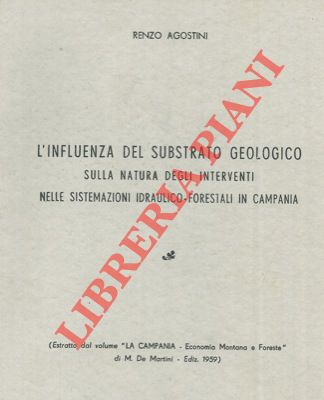 RENZO AGOSTINI
L'INFLUENZA DEL SUBSTRATO GEOLOGICO
SULLA NATURA DEGLI INTERVENTI
NELLE SISTEMAZIONI IDRAULICO-FORESTALI IN CAMPANIA
(Estratto dal volume "LA CAMPANIA - Economia Montana e Foreste"
di M. De Martini - Ediz. 1959)
LIBRERIA PIANI